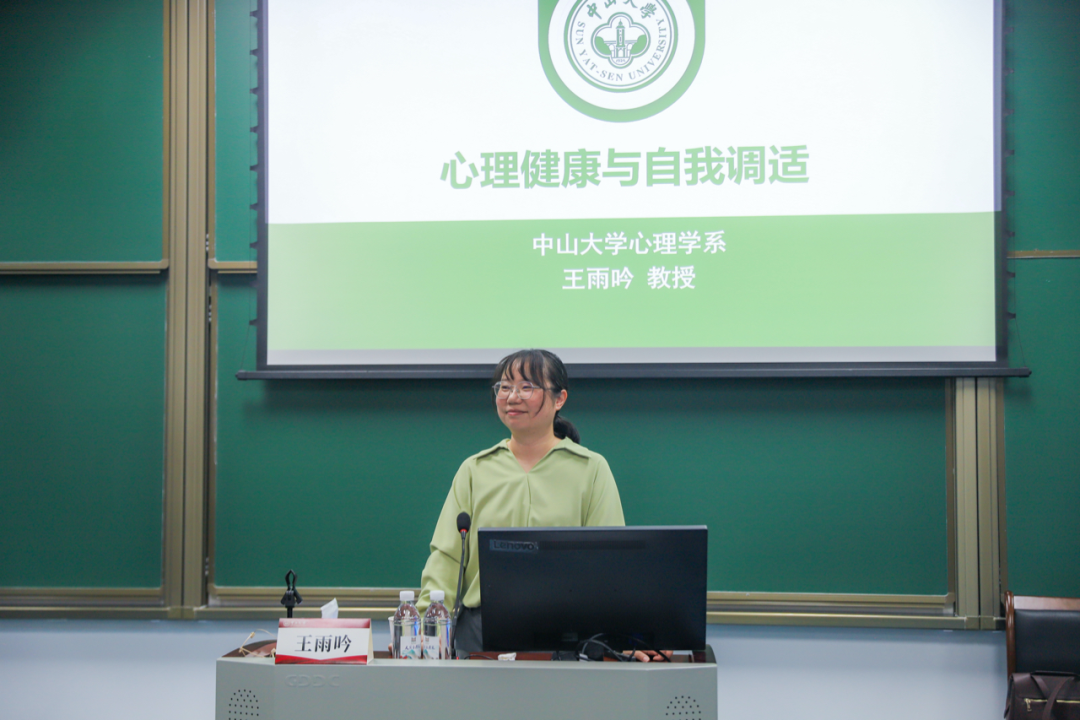 中山大学
SUN YAT-SEN UNIVERSITY
心理健康与自我调适
中山大学心理学系
王雨吟 教授
Lenovo
王雨吟